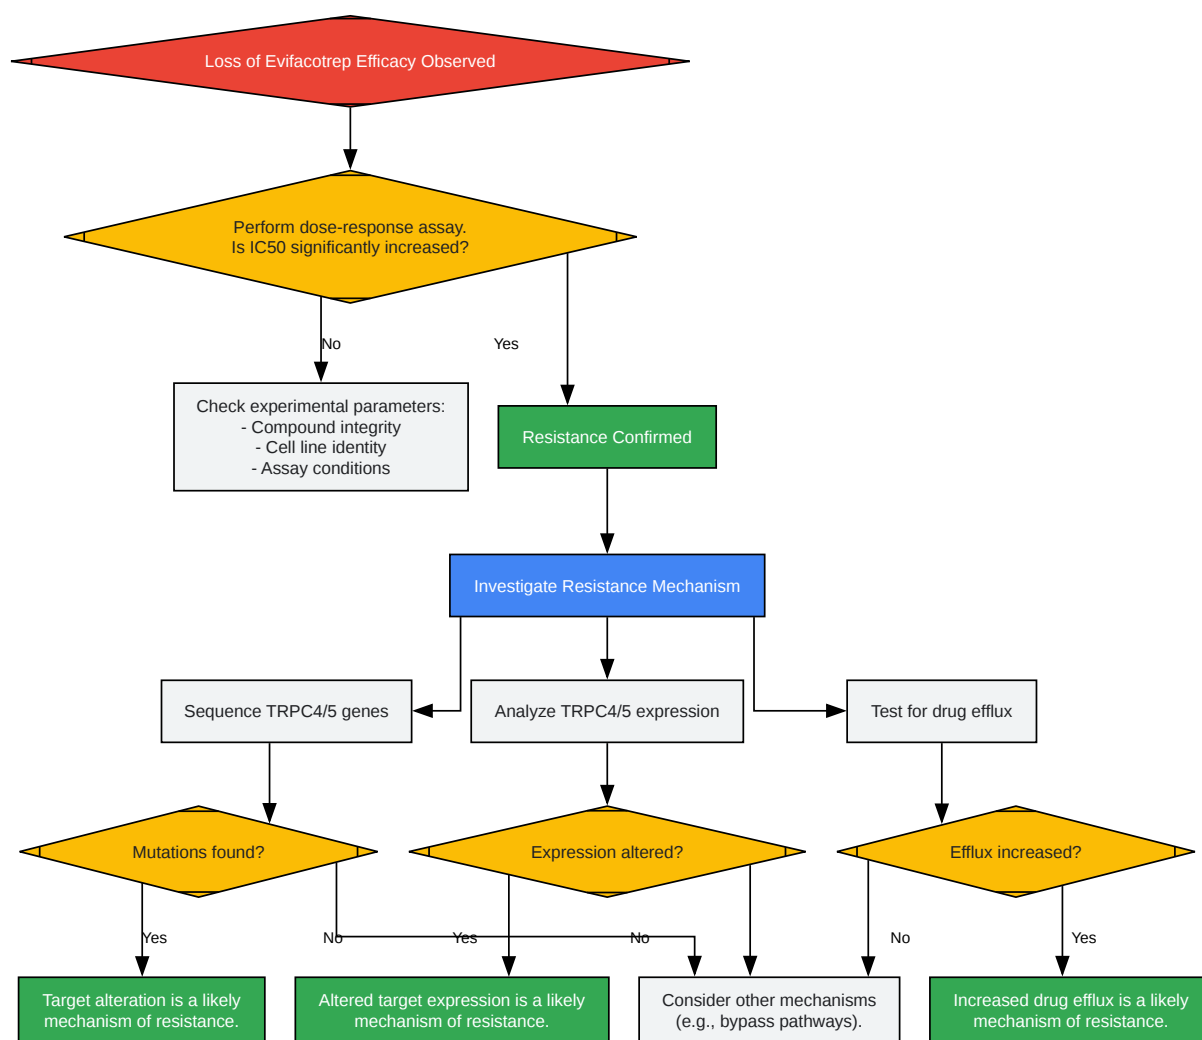 Loss of Evifacotrep Efficacy Observed
Perform dose-response assay.
Is IC50 significantly increased?
No
Yes
Check experimental parameters:
- Compound integrity
- Cell line identity
- Assay conditions
Resistance Confirmed
Investigate Resistance Mechanism
Sequence TRPC4/5 genes
Analyze TRPC4/5 expression
Test for drug efflux
Mutations found?
Expression altered?
Efflux increased?
Yes
No
Yes
No
No
Yes
Target alteration is a likely
mechanism of resistance.
Altered target expression is a likely
mechanism of resistance.
Consider other mechanisms
(e.g., bypass pathways).
Increased drug efflux is a likely
mechanism of resistance.